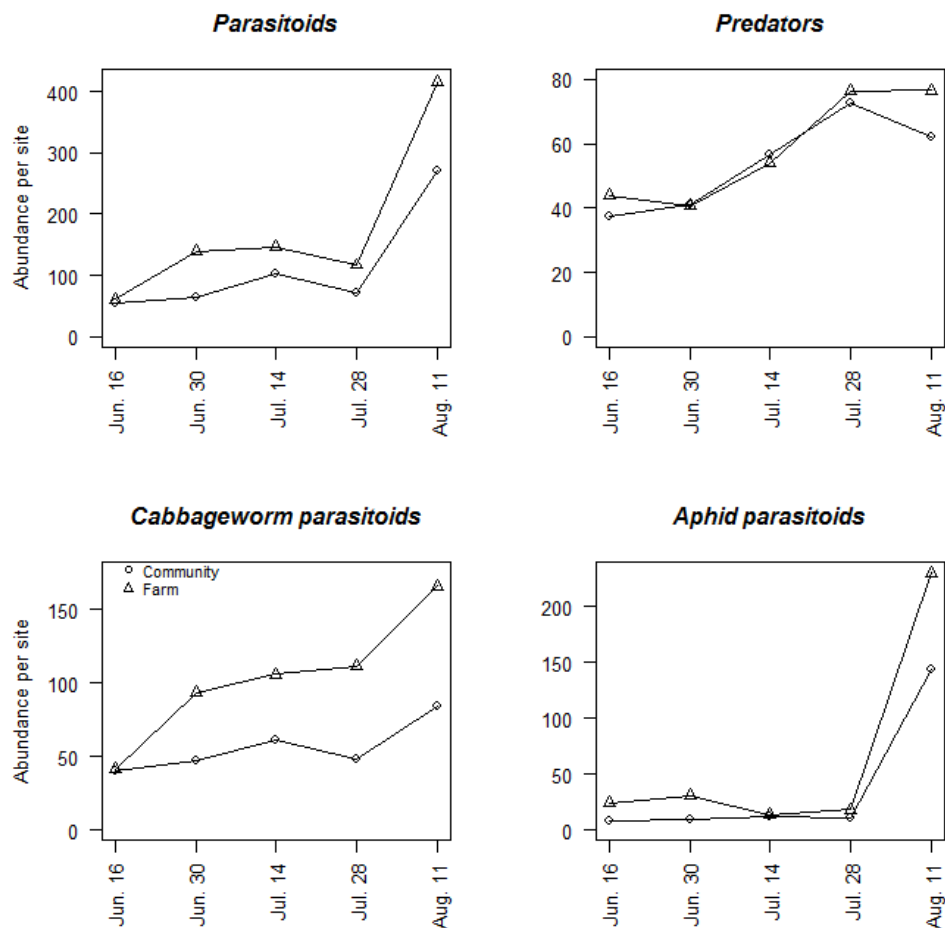 Parasitoids
Abundance per site
400
300
200
100
0
Jun. 16
Jun. 30
Jul. 14
Jul. 28
Aug. 11
Predators
80
60
40
20
0
Jun. 16
Jun. 30
Jul. 14
Jul. 28
Aug. 11
Cabbageworm parasitoids
Abundance per site
Community
Farm
150
100
50
0
Jun. 16
Jun. 30
Jul. 14
Jul. 28
Aug. 11
Aphid parasitoids
200
150
100
50
0
Jun. 16
Jun. 30
Jul. 14
Jul. 28
Aug. 11